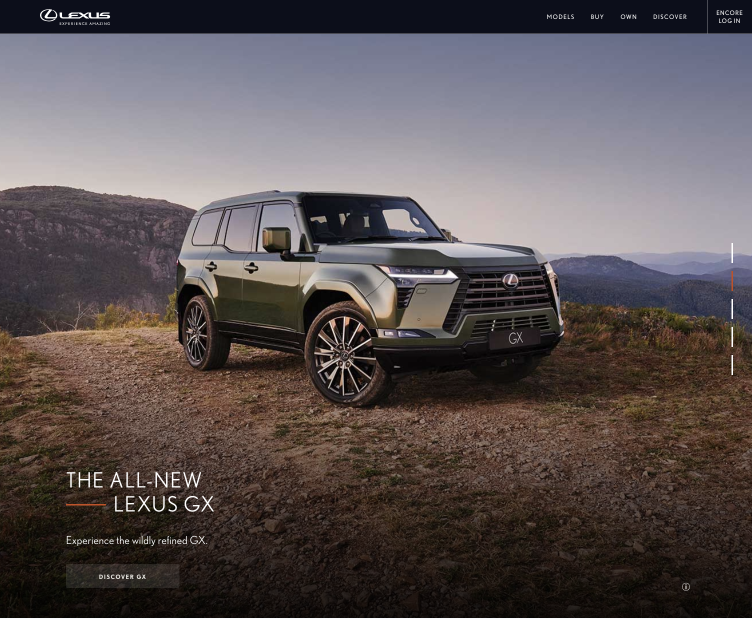 LEXUS
EXPERIENCE AMAZING
MODELS BUY OWN DISCOVER
ENCORE
LOG IN
GX
THE ALL-NEW
LEXUS GX
Experience the wildly refined GX.
DISCOVER GX